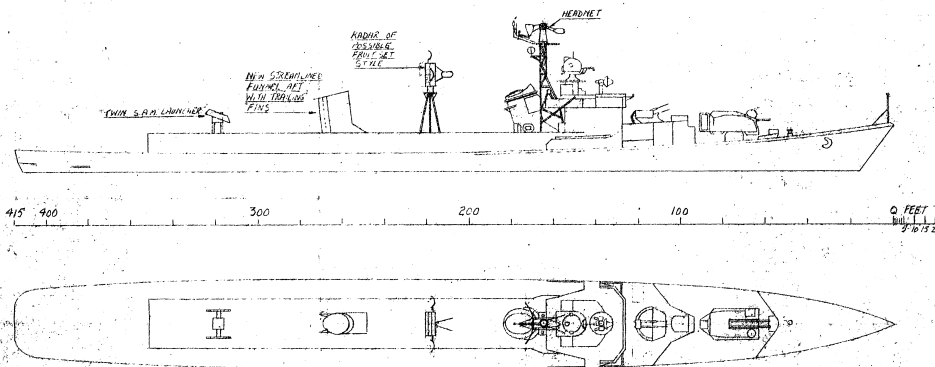 HEADNET
RADAR OF
POSSIBLE
FRUIT SET
STYLE
NEW STREAMLINED
FUNNEL AFT
WITH TRAILING
FINS
TWIN S.A.M. LAUNCHER
415 400 300 200 100 0 FEET